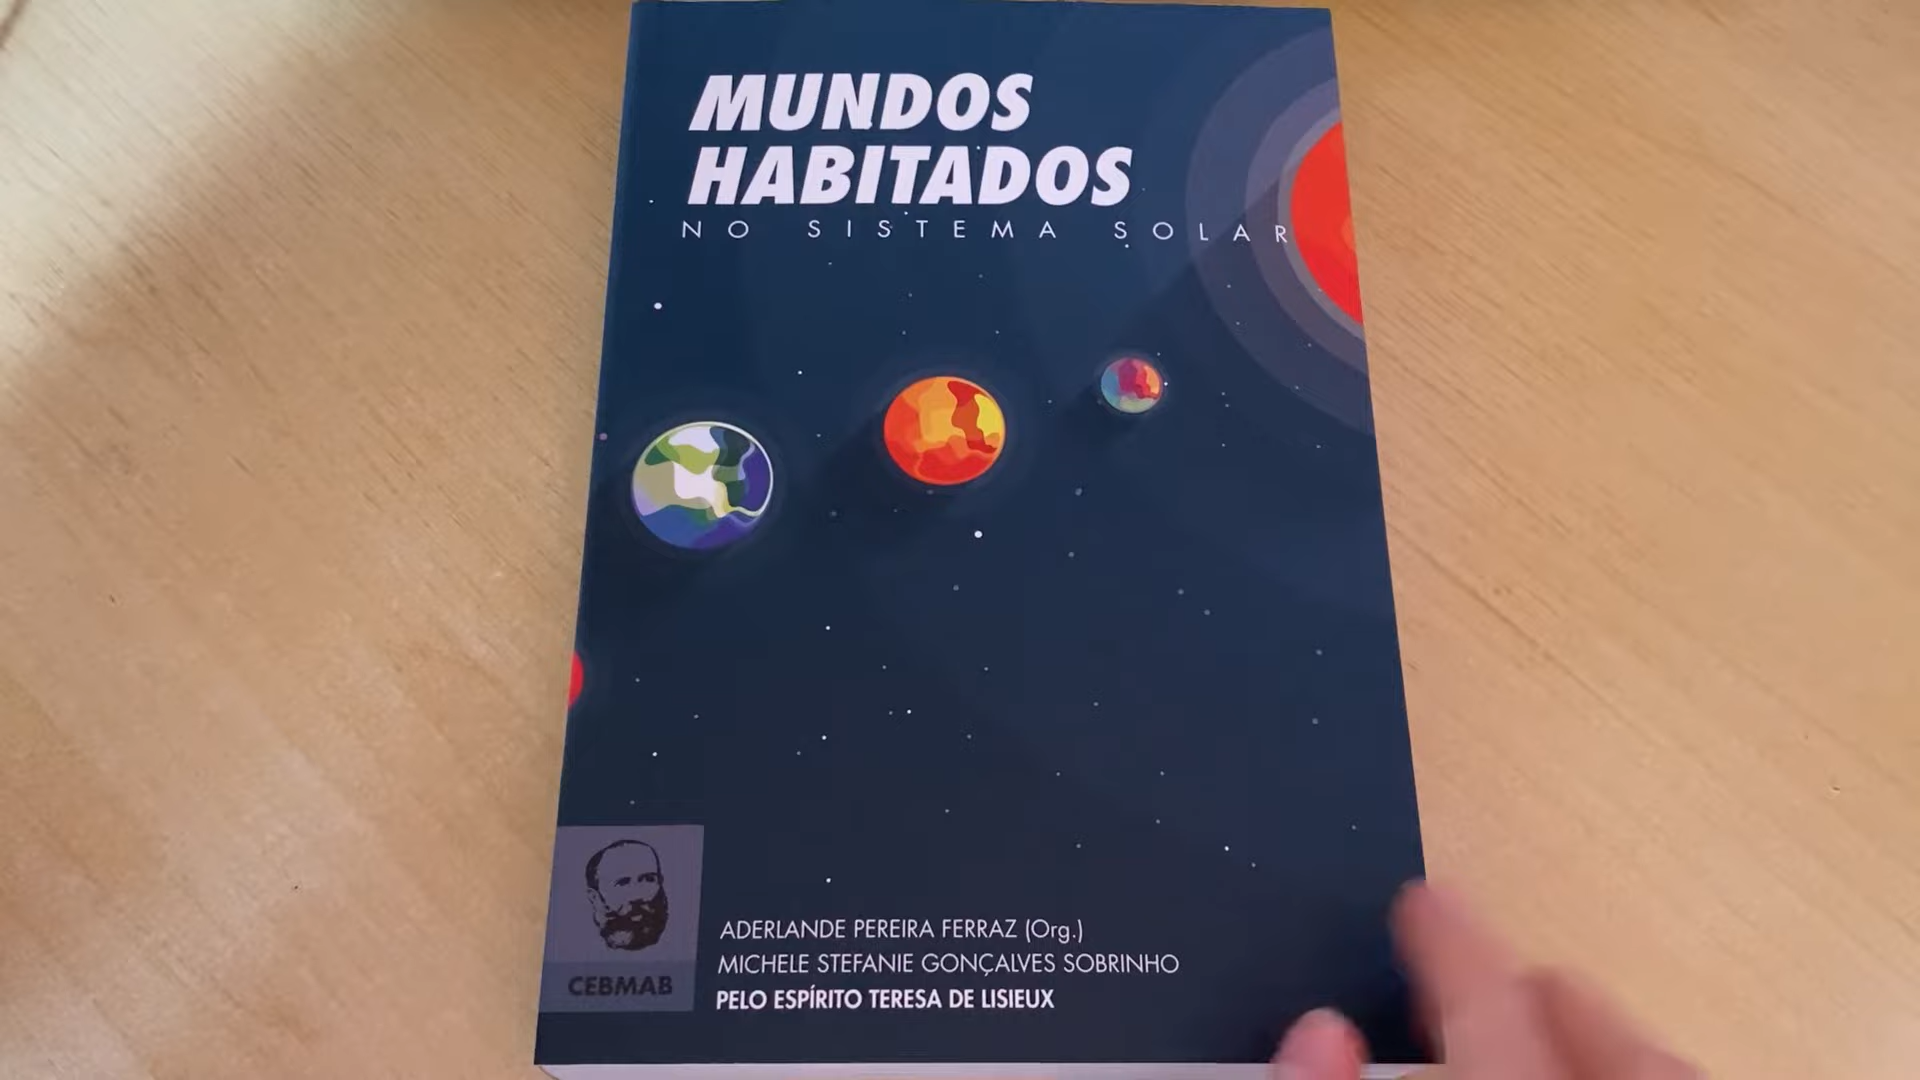 MUNDOS
HABITADOS
NO SISTEMA SOLAR
ADERLANDE PEREIRA FERRAZ (Org.)
MICHELE STEFANIE GONÇALVES SOBRINHO
PELO ESPÍRITO TERESA DE LISIEUX
CEBMAB